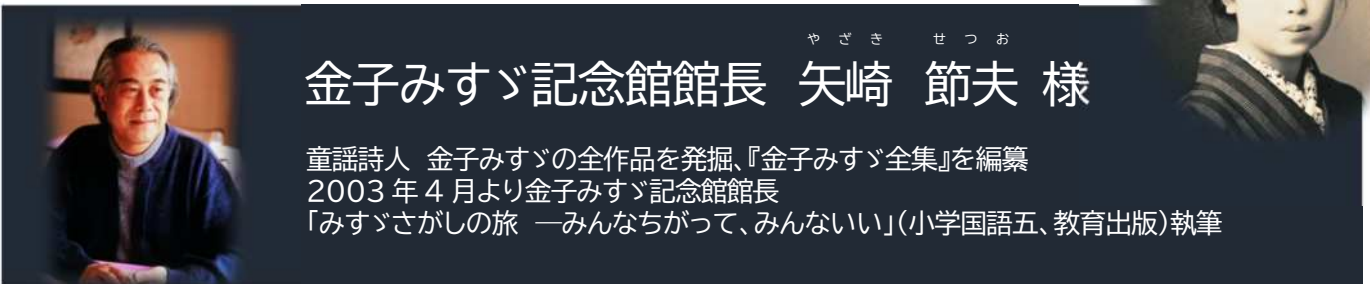 やざき せつお
金子みすゞ記念館館長 矢崎 節夫 様
童謡詩人 金子みすゞの全作品を発掘、『金子みすゞ全集』を編纂
2003年4月より金子みすゞ記念館館長
「みすゞさがしの旅 ―みんなちがって、みんないい」(小学国語五、教育出版)執筆